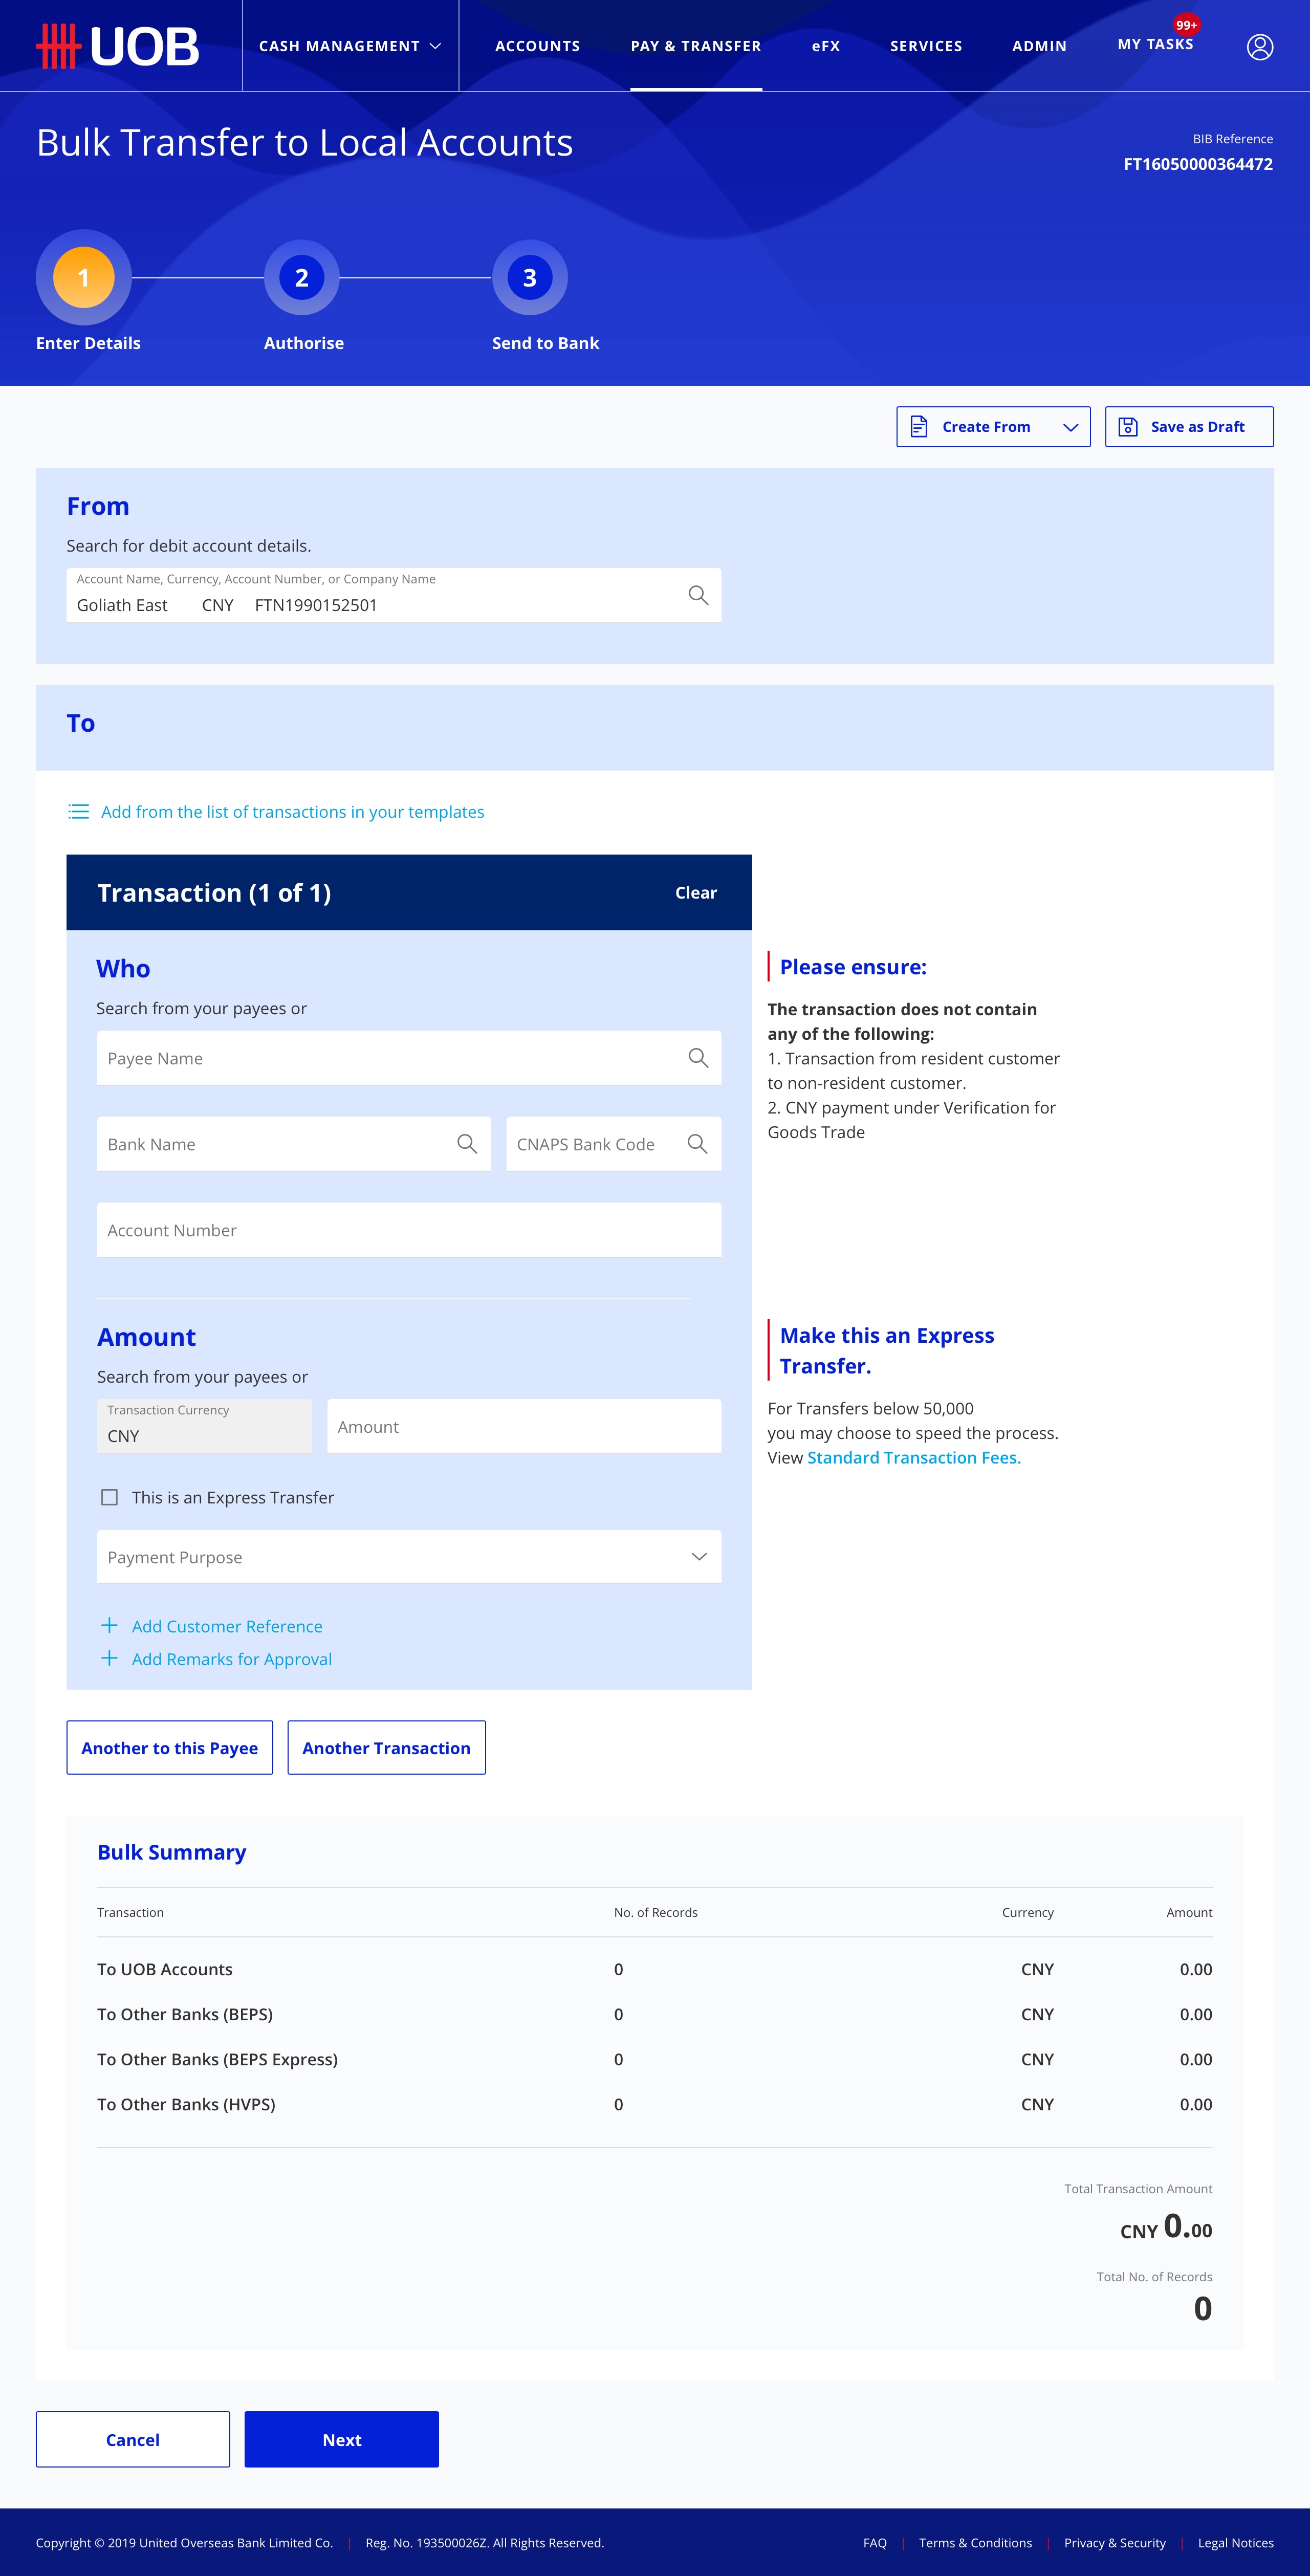 UOB
CASH MANAGEMENT
ACCOUNTS
PAY & TRANSFER
eFX
SERVICES
ADMIN
MY TASKS
99+
Bulk Transfer to Local Accounts
BIB Reference
FT16050000364472
1
2
3
Enter Details
Authorise
Send to Bank
Create From
Save as Draft
From
Search for debit account details.
Account Name, Currency, Account Number, or Company Name
Goliath East CNY FTN1990152501
To
Add from the list of transactions in your templates
Transaction (1 of 1)
Clear
Who
Search from your payees or
Payee Name
Bank Name
CNAPS Bank Code
Account Number
Please ensure:
The transaction does not contain
any of the following:
1. Transaction from resident customer
to non-resident customer.
2. CNY payment under Verification for
Goods Trade
Amount
Search from your payees or
Transaction Currency
CNY
Amount
This is an Express Transfer
Payment Purpose
Add Customer Reference
Add Remarks for Approval
Make this an Express
Transfer.
For Transfers below 50,000
you may choose to speed the process.
View Standard Transaction Fees.
Another to this Payee
Another Transaction
Bulk Summary
Transaction No. of Records Currency Amount
To UOB Accounts 0 CNY 0.00
To Other Banks (BEPS) 0 CNY 0.00
To Other Banks (BEPS Express) 0 CNY 0.00
To Other Banks (HVPS) 0 CNY 0.00
Total Transaction Amount
CNY 0.00
Total No. of Records
0
Cancel
Next
Copyright © 2019 United Overseas Bank Limited Co. | Reg. No. 193500026Z. All Rights Reserved.
FAQ | Terms & Conditions | Privacy & Security | Legal Notices